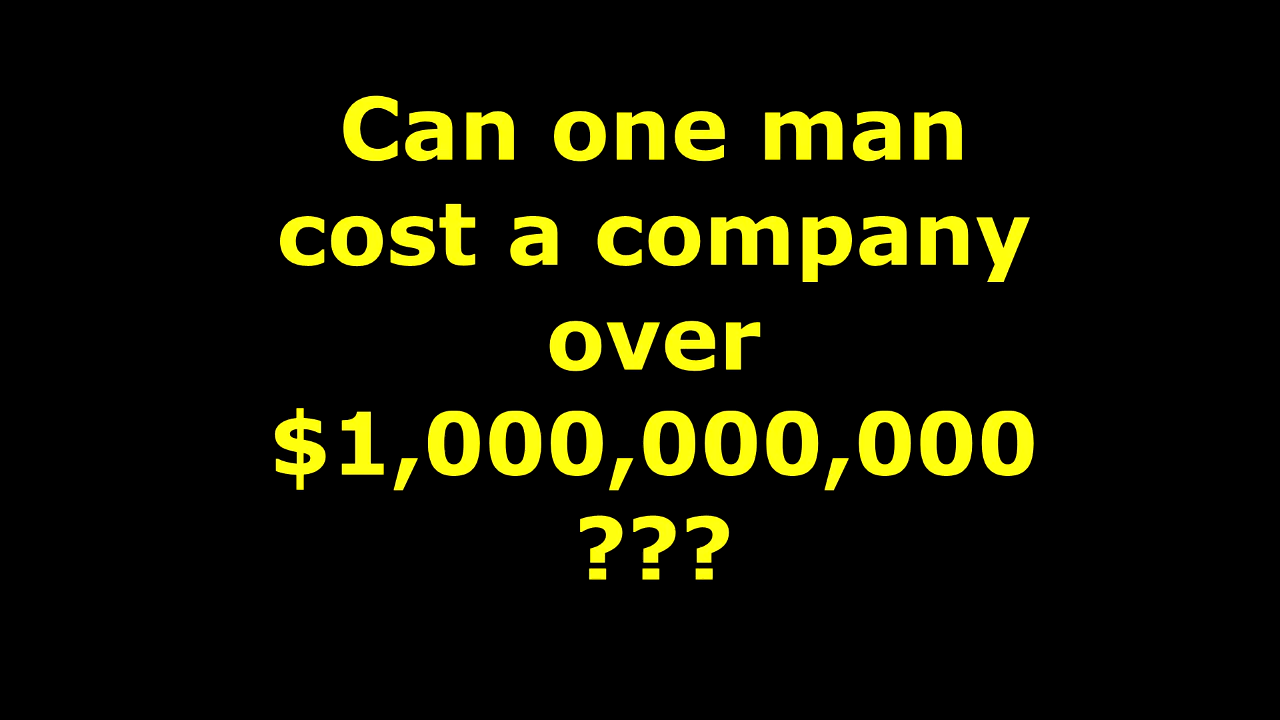 Can one man
cost a company
over
$1,000,000,000
???